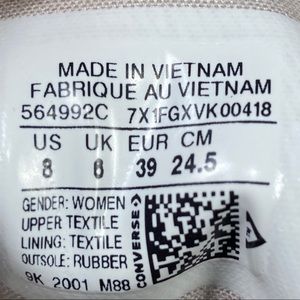 MADE IN VIETNAM
FABRIQUE AU VIETNAM
564992C 7X1FGXVK00418
US UK EUR CM
8 6 39 24.5
GENDER: WOMEN
UPPER TEXTILE
LINING: TEXTILE
OUTSOLE: RUBBER
9K 2001 M88
CONVERSE